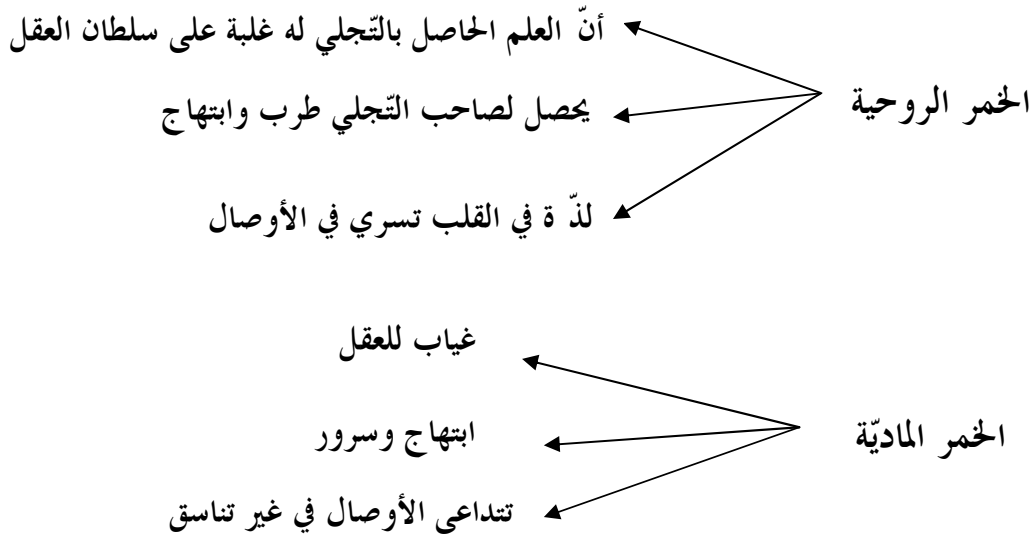 أنّ العلم الحاصل بالتّجلي له غلبة على سلطان العقل
الخمر الروحية
يحصل لصاحب التّجلي طرب وابتهاج
لذّ ة في القلب تسري في الأوصال
غياب للعقل
الخمر الماديّة
ابتهاج وسرور
تتداعى الأوصال في غير تناسق